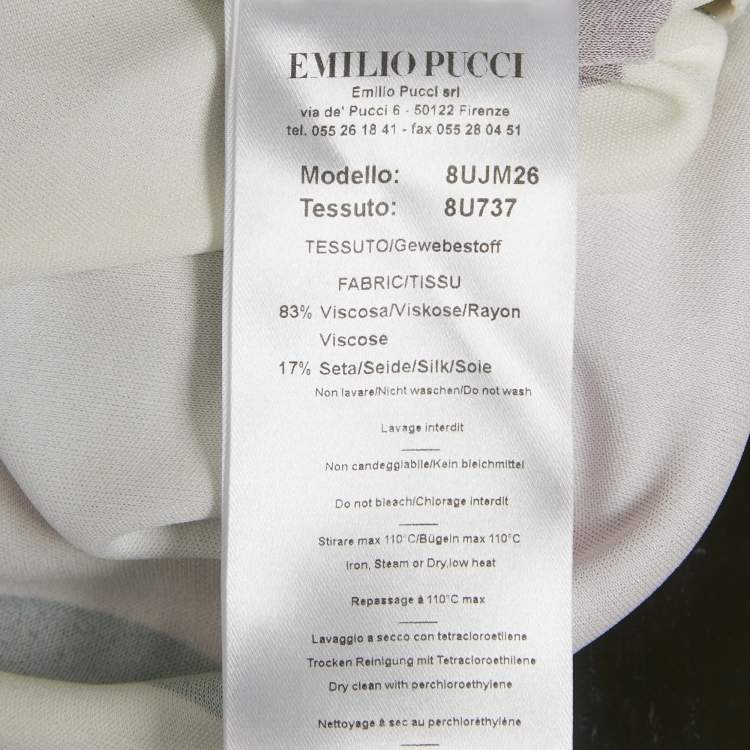 EMILIO PUCCI
Emilio Pucci srl
via de' Pucci 6 - 50122 Firenze
tel. 055 26 18 41 - fax 055 28 04 51
Modello: 8UJM26
Tessuto: 8U737
TESSUTO/Gewebestoff
FABRIC/TISSU
83% Viscosa/Viskose/Rayon
Viscose
17% Seta/Seide/Silk/Soie
Non lavare/Nicht waschen/Do not wash
Lavage interdit
Non candeggiabile/Kein bleichmittel
Do not bleach/Chlorage interdit
Stirare max 110°C/Bügeln max 110°C
Iron, Steam or Dry,low heat
Repassage à 110°C max
Lavaggio a secco con tetracloroetilene
Trocken Reinigung mit Tetracloroethilene
Dry clean with perchloroethylene
Nettoyage à sec au perchloréthylène